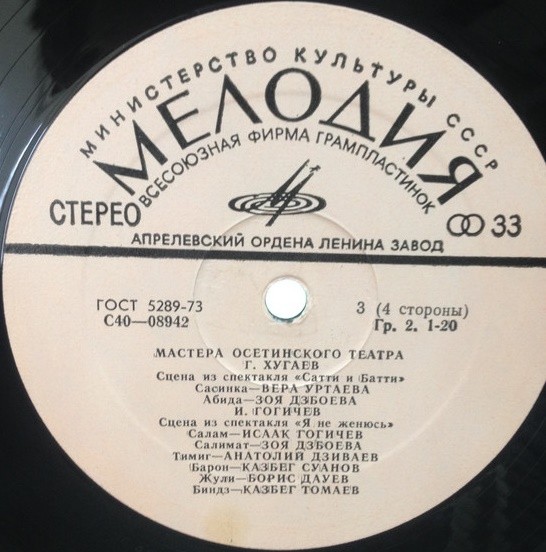 МИНИСТЕРСТВО КУЛЬТУРЫ СССР
МЕЛОДИЯ
ВСЕСОЮЗНАЯ ФИРМА ГРАМПЛАСТИНОК
СТЕРЕО
33
АПРЕЛЕВСКИЙ ОРДЕНА ЛЕНИНА ЗАВОД
ГОСТ 5289-73
С40—08942
3 (4 стороны)
Гр. 2. 1-20
МАСТЕРА ОСЕТИНСКОГО ТЕАТРА
Г. ХУГАЕВ
Сцена из спектакля «Сатти и Батти»
Сасинка—ВЕРА УРТАЕВА
Абида—ЗОЯ ДЗБОЕВА
И. ГОГИЧЕВ
Сцена из спектакля «Я не женюсь»
Салам—ИСААК ГОГИЧЕВ
Салимат—ЗОЯ ДЗБОЕВА
Тимиг—АНАТОЛИЙ ДЗИВАЕВ
Барон—КАЗБЕГ СУАНОВ
Жули—БОРИС ДАУЕВ
Биндз—КАЗБЕГ ТОМАЕВ